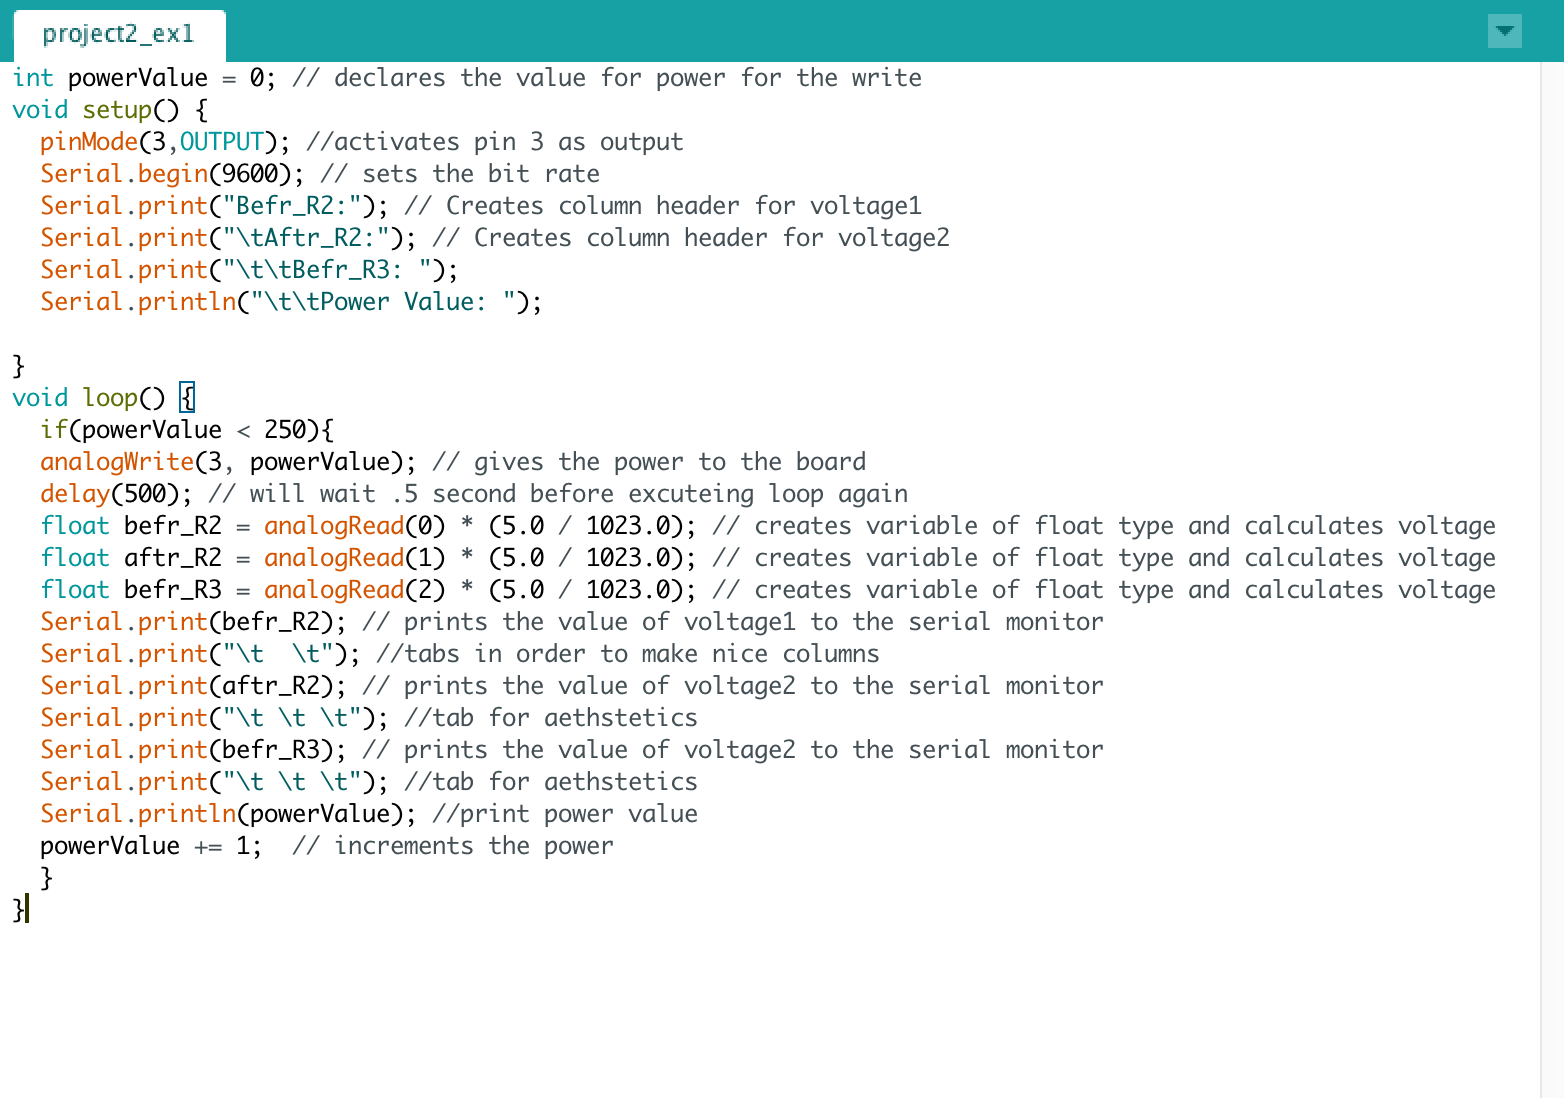 project2_ex1
int powerValue = 0; // declares the value for power for the write
void setup() {
  pinMode(3,OUTPUT); //activates pin 3 as output
  Serial.begin(9600); // sets the bit rate
  Serial.print("Befr_R2:"); // Creates column header for voltage1
  Serial.print("\tAftr_R2:"); // Creates column header for voltage2
  Serial.print("\t\tBefr_R3: ");
  Serial.println("\t\tPower Value: ");

}
void loop() {
  if(powerValue < 250){
  analogWrite(3, powerValue); // gives the power to the board
  delay(500); // will wait .5 second before excuteing loop again
  float befr_R2 = analogRead(0) * (5.0 / 1023.0); // creates variable of float type and calculates voltage
  float aftr_R2 = analogRead(1) * (5.0 / 1023.0); // creates variable of float type and calculates voltage
  float befr_R3 = analogRead(2) * (5.0 / 1023.0); // creates variable of float type and calculates voltage
  Serial.print(befr_R2); // prints the value of voltage1 to the serial monitor
  Serial.print("\t  \t"); //tabs in order to make nice columns
  Serial.print(aftr_R2); // prints the value of voltage2 to the serial monitor
  Serial.print("\t \t \t"); //tab for aethstetics
  Serial.print(befr_R3); // prints the value of voltage2 to the serial monitor
  Serial.print("\t \t \t"); //tab for aethstetics
  Serial.println(powerValue); //print power value
  powerValue += 1;  // increments the power
  }
}